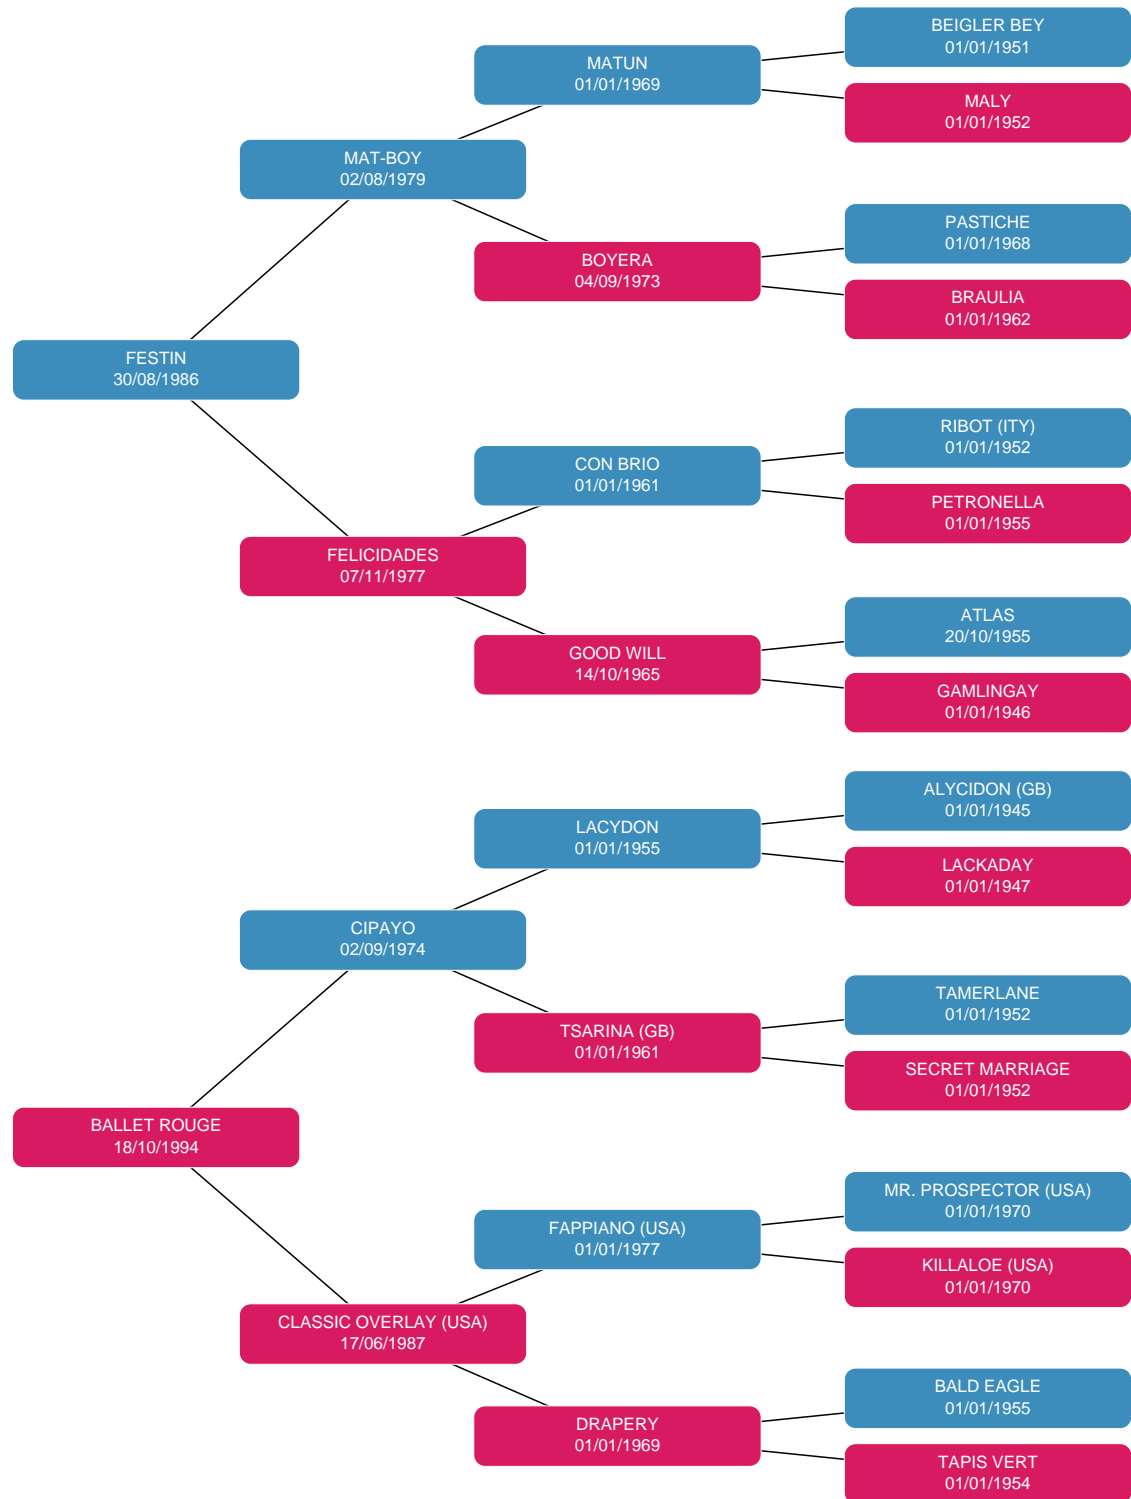 BEIGLER BEY
01/01/1951
MATUN
01/01/1969
MALY
01/01/1952
MAT-BOY
02/08/1979
PASTICHE
01/01/1968
BOYERA
04/09/1973
BRAULIA
01/01/1962
FESTIN
30/08/1986
RIBOT (ITY)
01/01/1952
CON BRIO
01/01/1961
PETRONELLA
01/01/1955
FELICIDADES
07/11/1977
ATLAS
20/10/1955
GOOD WILL
14/10/1965
GAMLINGAY
01/01/1946
ALYCIDON (GB)
01/01/1945
LACYDON
01/01/1955
LACKADAY
01/01/1947
CIPAYO
02/09/1974
TAMERLANE
01/01/1952
TSARINA (GB)
01/01/1961
SECRET MARRIAGE
01/01/1952
BALLET ROUGE
18/10/1994
MR. PROSPECTOR (USA)
01/01/1970
FAPPIANO (USA)
01/01/1977
KILLALOE (USA)
01/01/1970
CLASSIC OVERLAY (USA)
17/06/1987
BALD EAGLE
01/01/1955
DRAPERY
01/01/1969
TAPIS VERT
01/01/1954